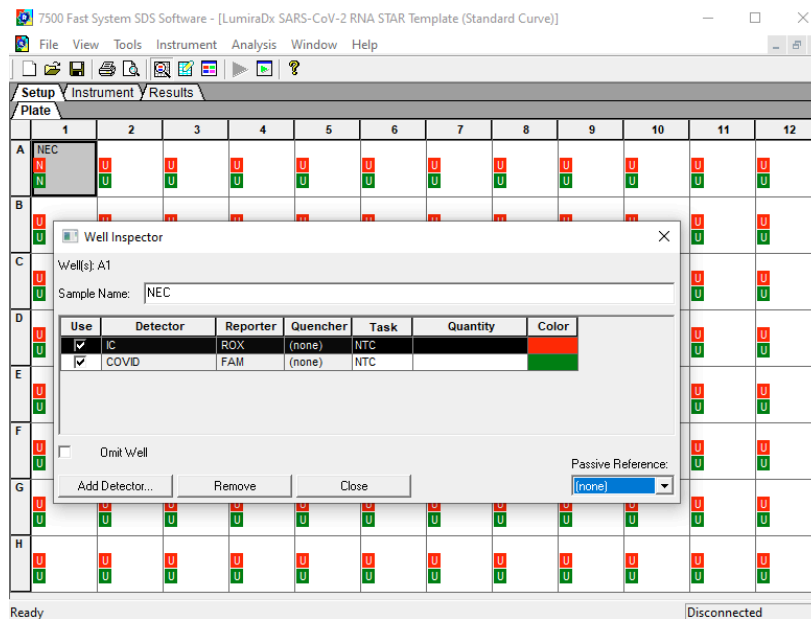 7500 Fast System SDS Software - [LumiraDx SARS-CoV-2 RNA STAR Template (Standard Curve)]
File View Tools Instrument Analysis Window Help
Setup Instrument Results
Plate
1 2 3 4 5 6 7 8 9 10 11 12
A NEC
N U U U U U U U U U U U
N U U U U U U U U U U U
B
U U U
U U U
Well Inspector
C
Well(s): A1
U U U
U U U
Sample Name: NEC
D
Use Detector Reporter Quencher Task Quantity Color
U U U
IC ROX (none) NTC
U U U
COVID FAM (none) NTC
E
U U U
U U U
F
U U U
Omit Well
U U U
Passive Reference:
Add Detector... Remove Close (none)
G
U U U U U U U U U U U U
U U U U U U U U U U U U
H
U U U U U U U U U U U U
U U U U U U U U U U U U
Ready Disconnected